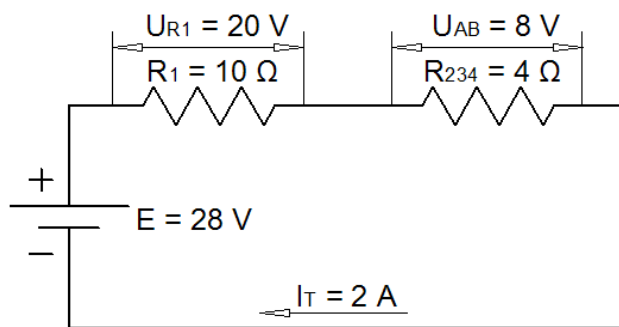 UR1 = 20 V
UAB = 8 V
R1 = 10 Ω
R234 = 4 Ω
+
E = 28 V
−
IT = 2 A